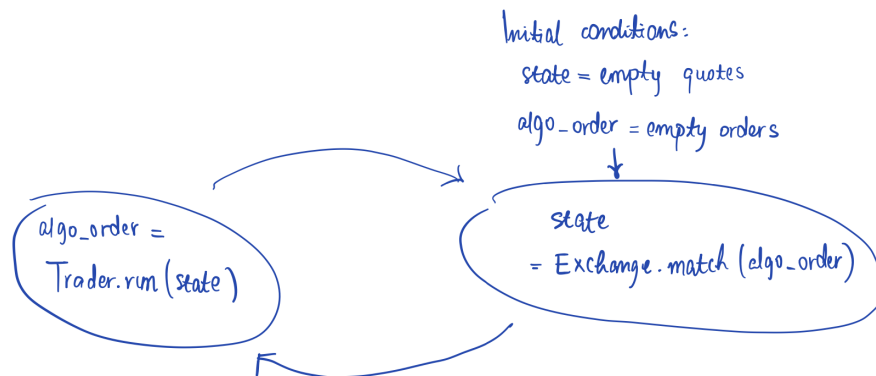 Initial conditions:
state = empty quotes
algo_order = empty orders
algo_order =
Trader.run(state)
state
= Exchange.match(algo_order)